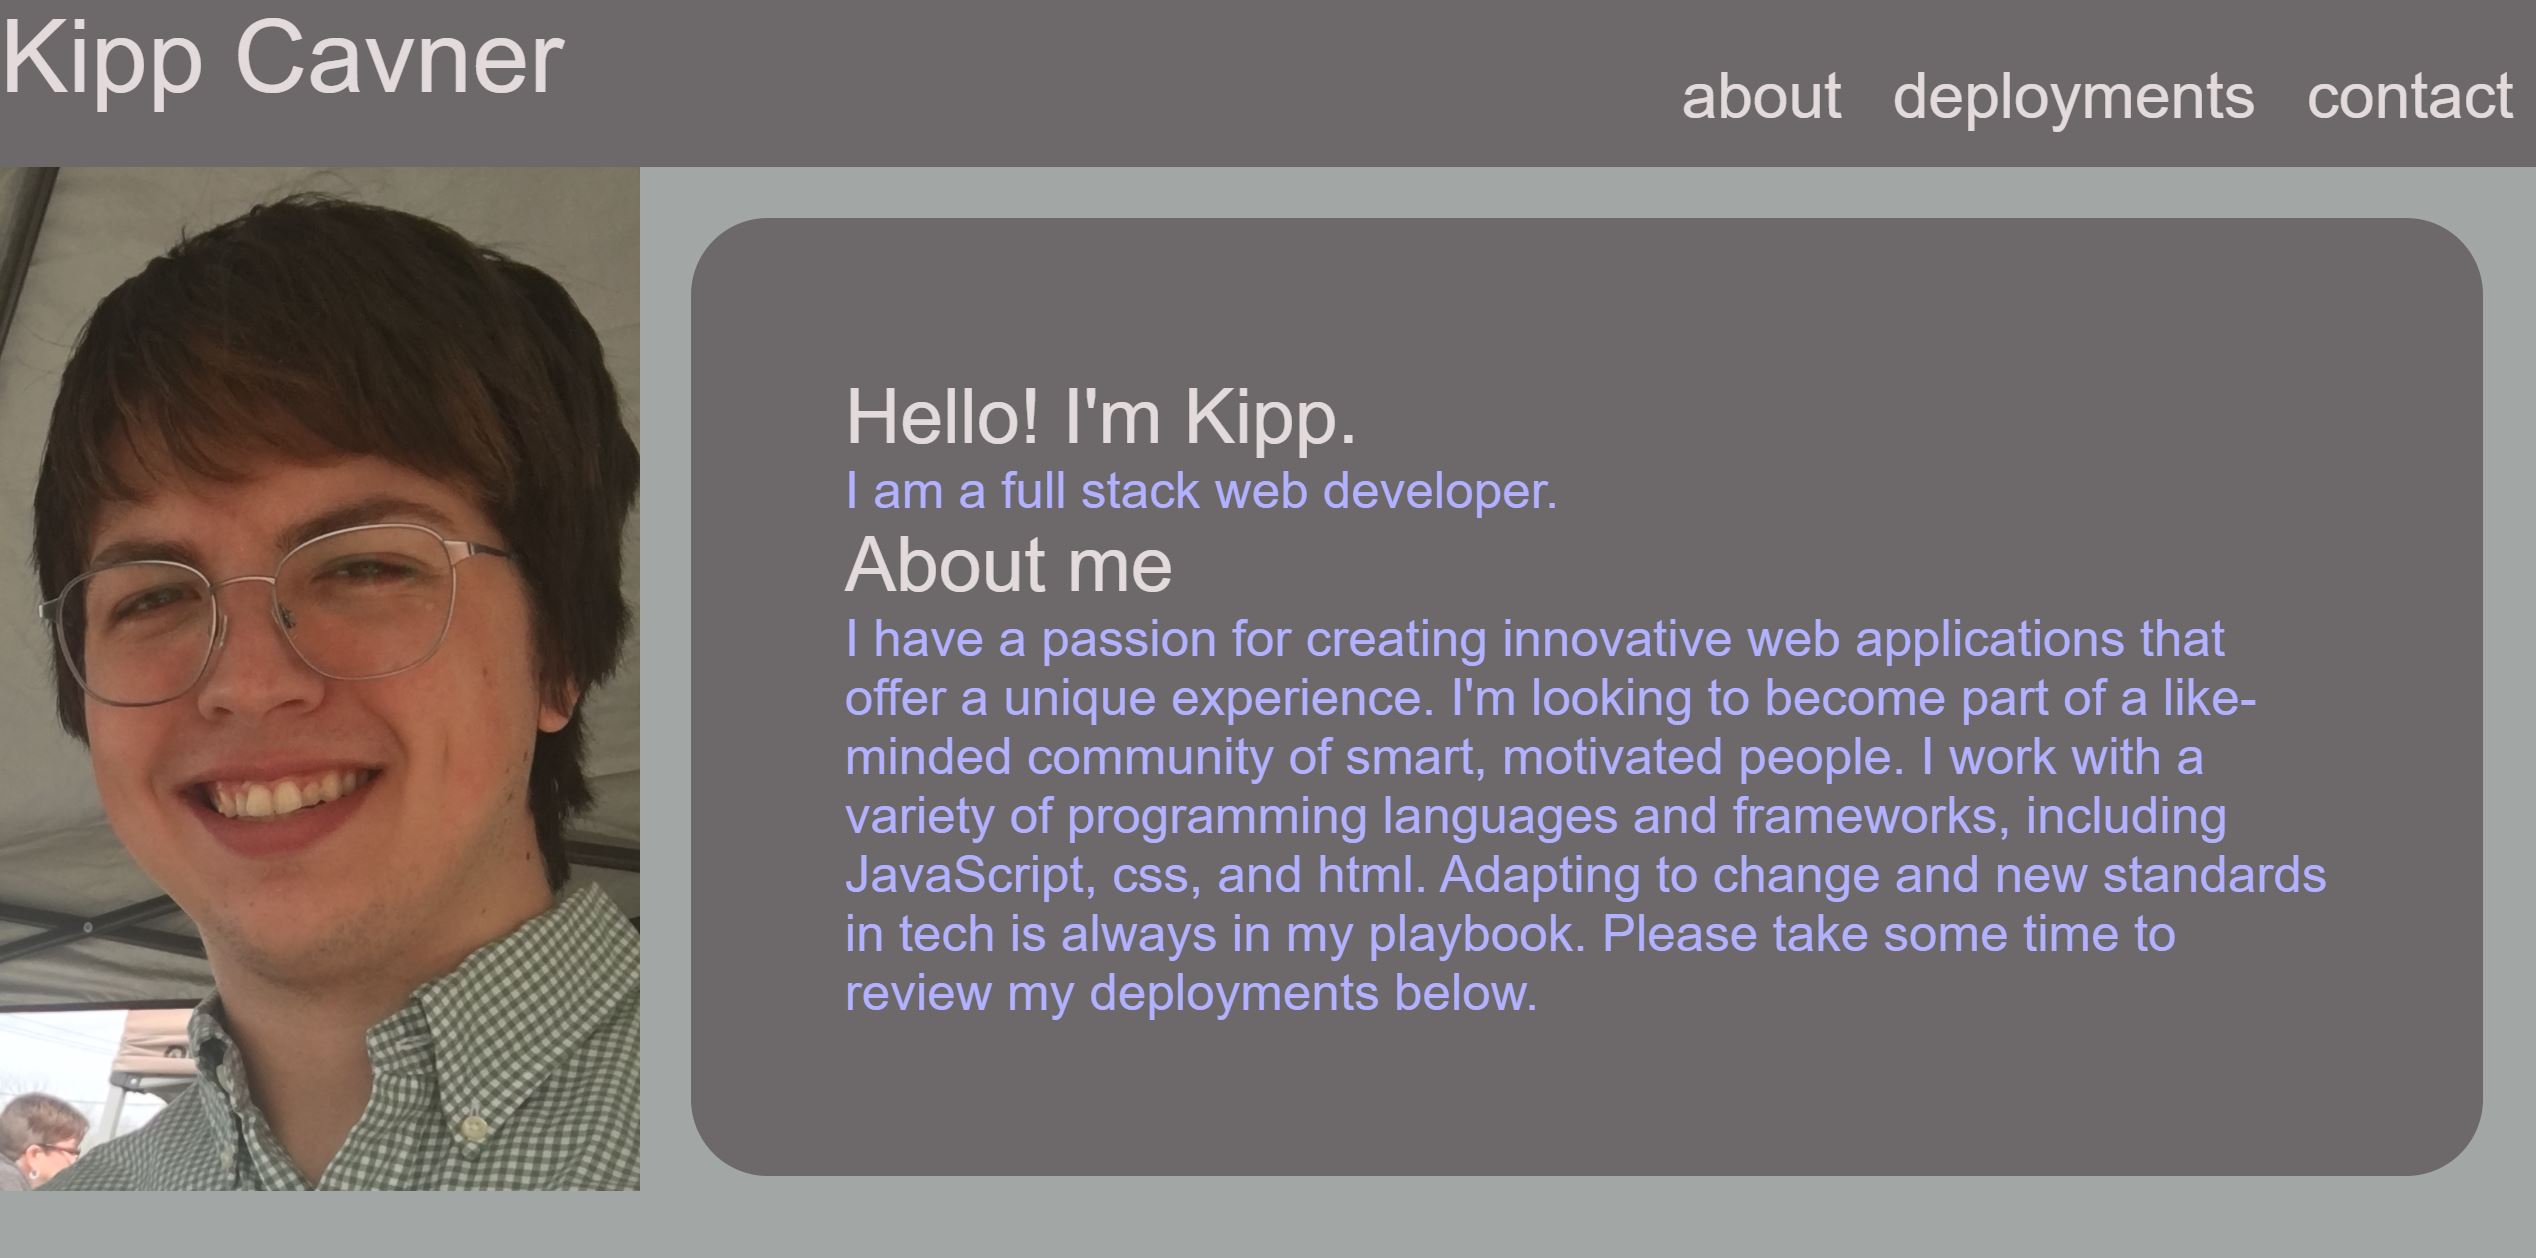 Kipp Cavner
about deployments contact
Hello! I'm Kipp.
I am a full stack web developer.
About me
I have a passion for creating innovative web applications that
offer a unique experience. I'm looking to become part of a like-
minded community of smart, motivated people. I work with a
variety of programming languages and frameworks, including
JavaScript, css, and html. Adapting to change and new standards
in tech is always in my playbook. Please take some time to
review my deployments below.